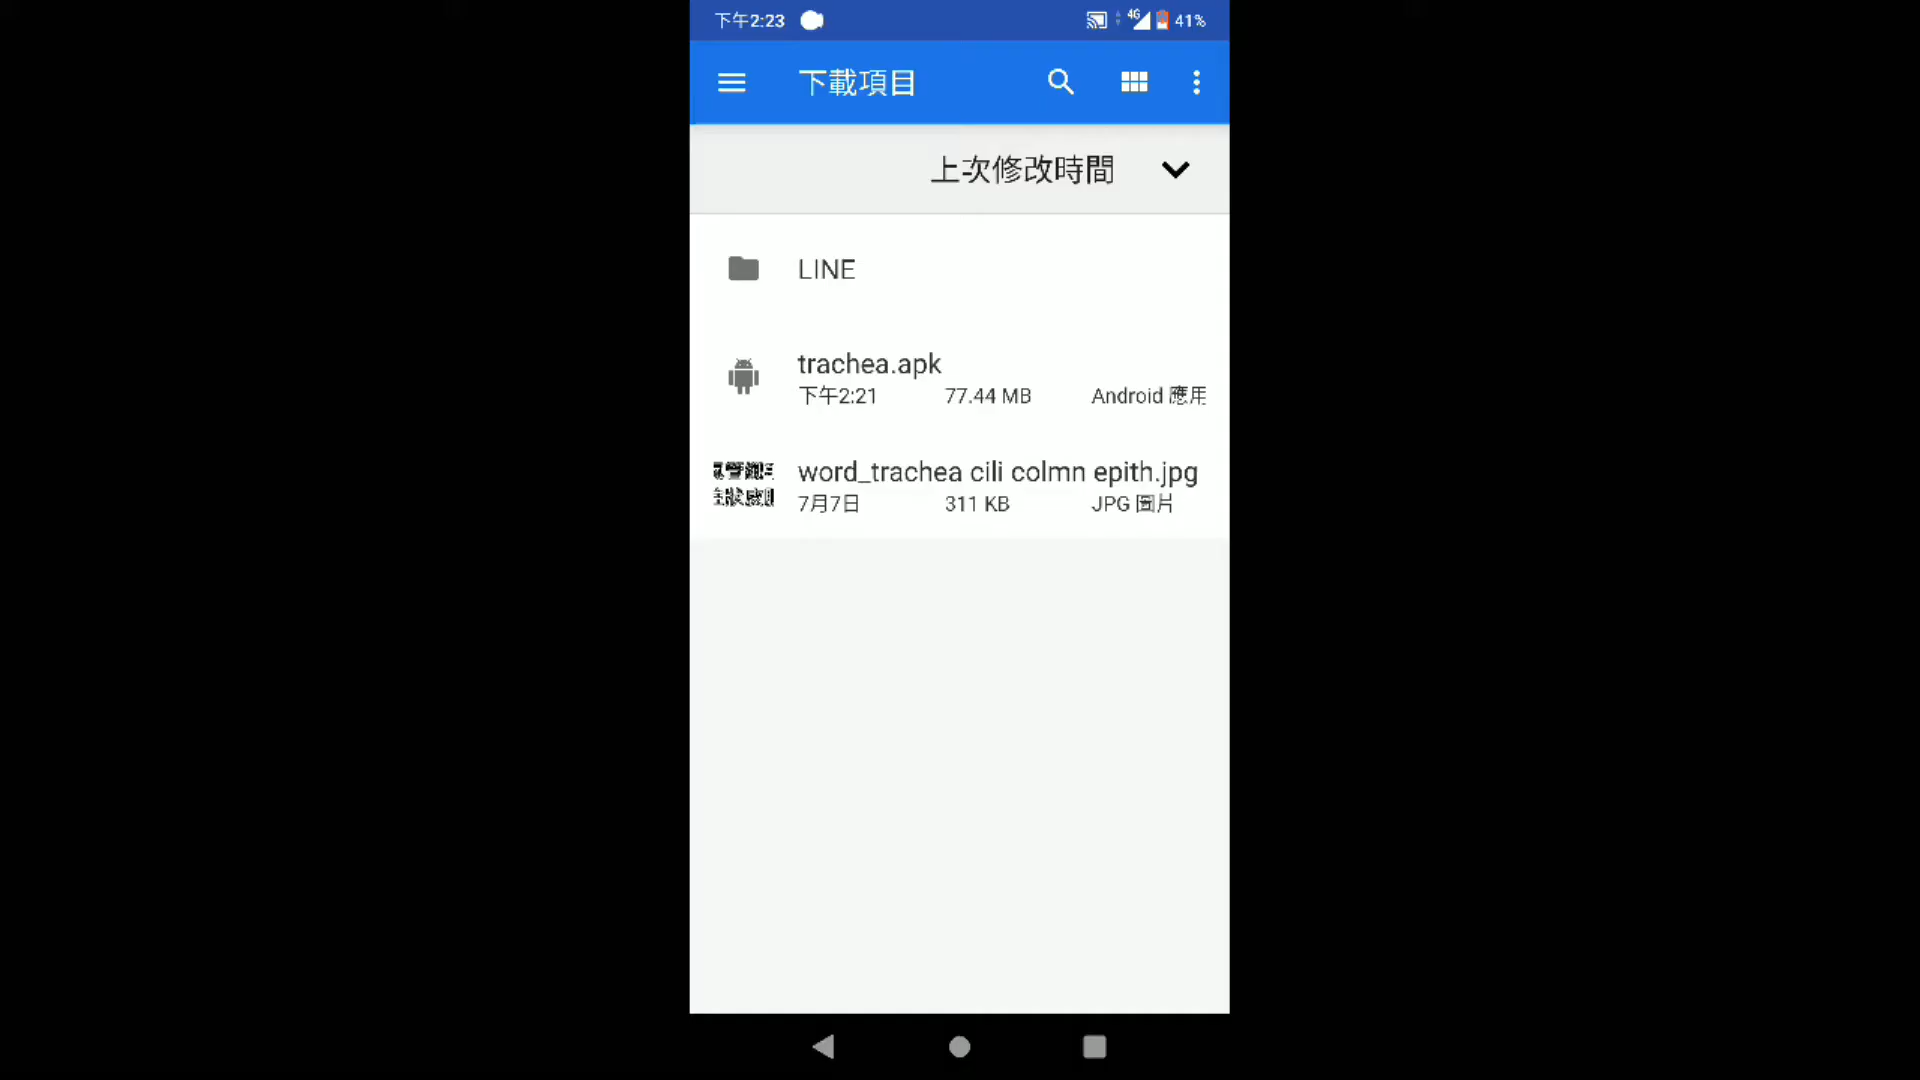 下午2:23
4G 41%
下載項目
上次修改時間
LINE
trachea.apk
下午2:21 77.44 MB Android 應用
word_trachea cili colmn epith.jpg
7月7日 311 KB JPG 圖片